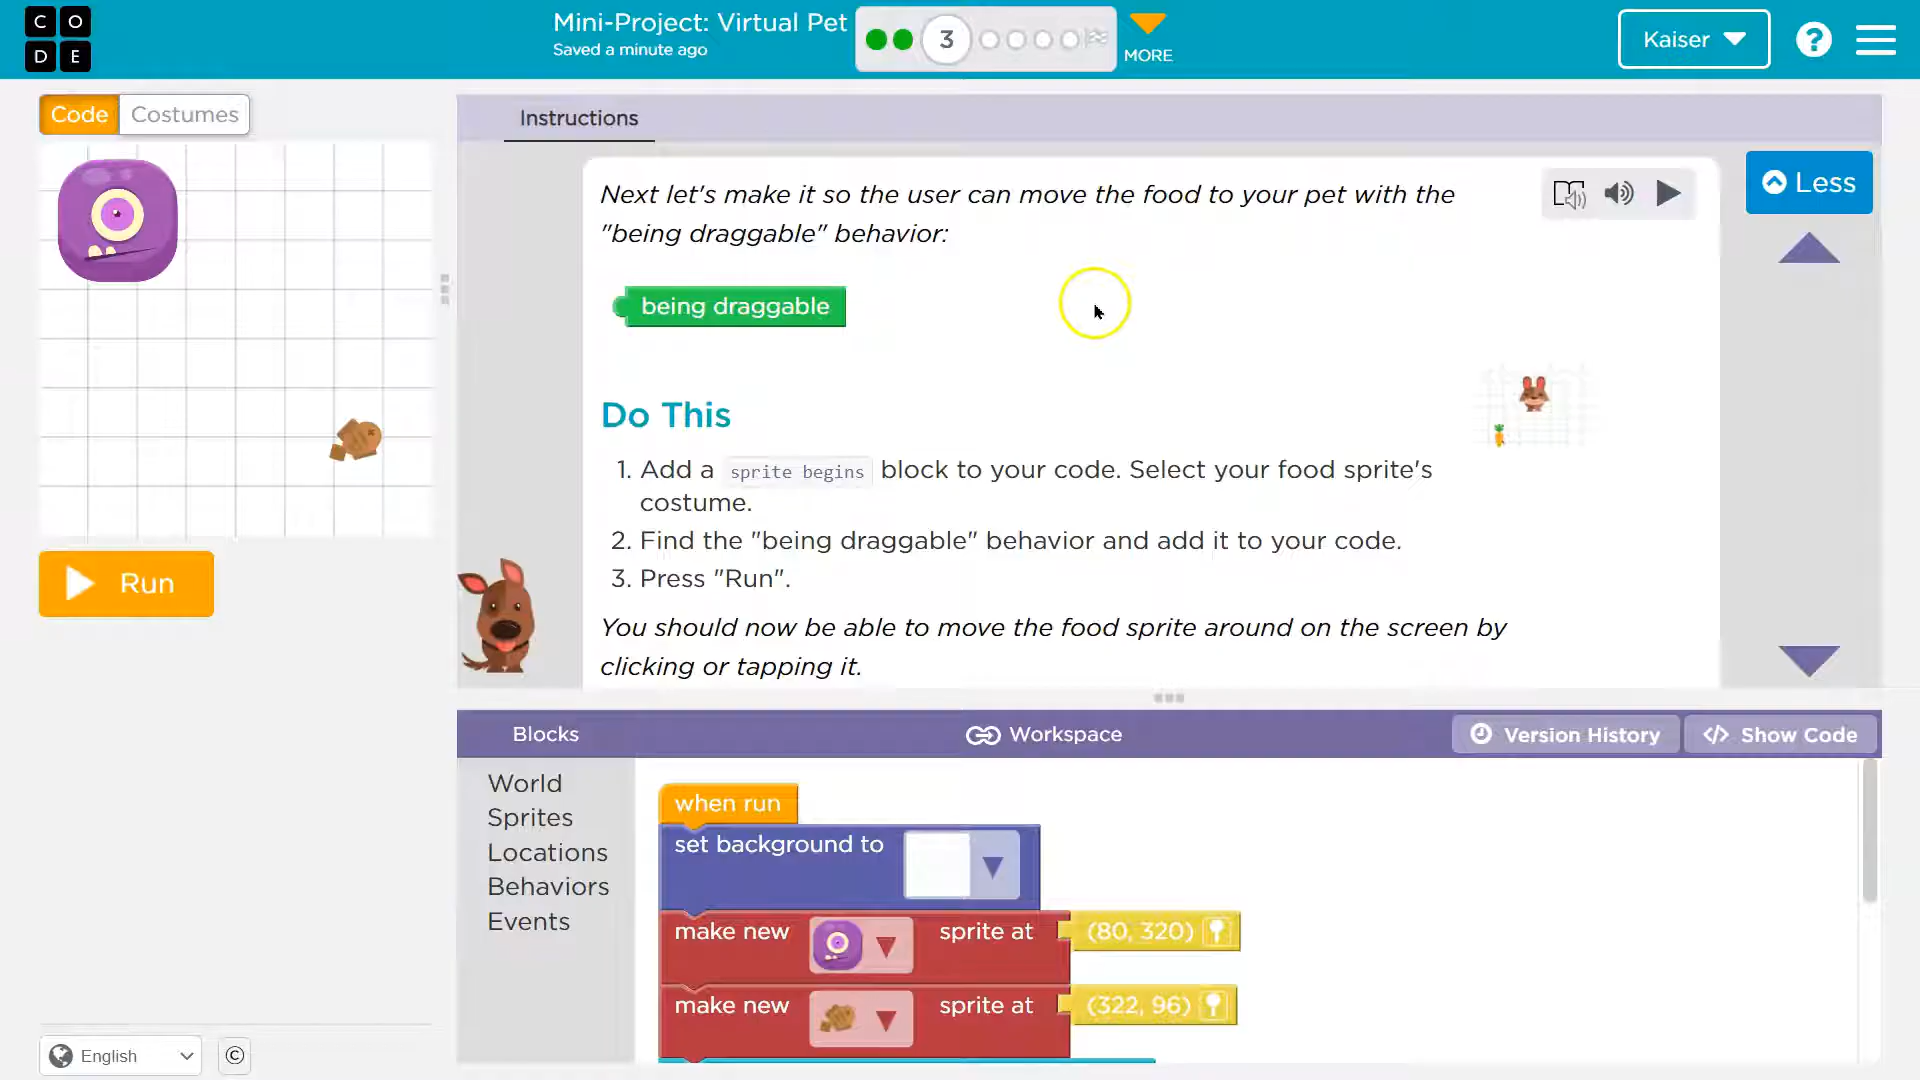 C O
D E
Mini-Project: Virtual Pet
Saved a minute ago
3
MORE
Kaiser
?
Code
Costumes
Instructions
Next let's make it so the user can move the food to your pet with the
"being draggable" behavior:
Less
being draggable
Do This
1. Add a sprite begins block to your code. Select your food sprite's
costume.
2. Find the "being draggable" behavior and add it to your code.
3. Press "Run".
You should now be able to move the food sprite around on the screen by
clicking or tapping it.
Run
Blocks
Workspace
Version History
</> Show Code
World
Sprites
Locations
Behaviors
Events
when run
set background to
make new sprite at (80, 320)
make new sprite at (322, 96)
English
©